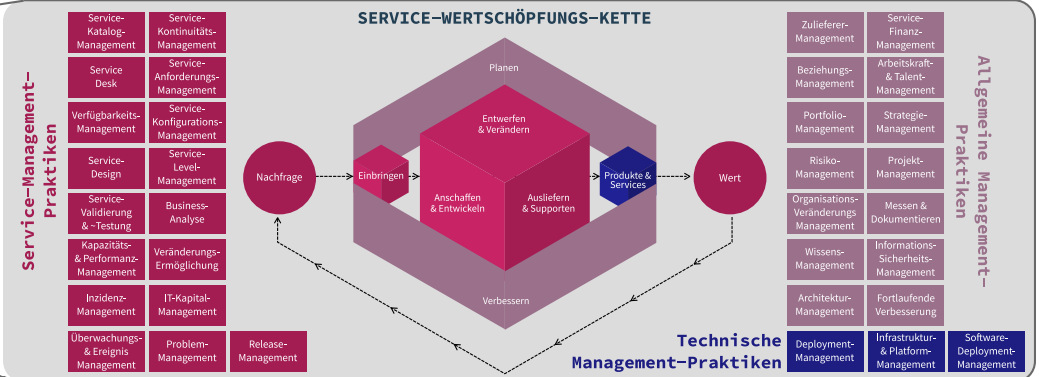 SERVICE-WERTSCHÖPFUNGS-KETTE
Service-Management-
Praktiken
Service-
Katalog-
Management
Service-
Kontinuitäts-
Management
Service
Desk
Service-
Anforderungs-
Management
Verfügbarkeits-
Management
Service-
Konfigurations-
Management
Service-
Design
Service-
Level-
Management
Service-
Validierung
& ~Testung
Business-
Analyse
Kapazitäts-
& Performanz-
Management
Veränderungs-
Ermöglichung
Inzidenz-
Management
IT-Kapital-
Management
Überwachungs-
& Ereignis
Management
Problem-
Management
Release-
Management
Planen
Entwerfen
& Verändern
Nachfrage
Einbringen
Anschaffen
& Entwickeln
Ausliefern
& Supporten
Produkte &
Services
Wert
Verbessern
Zulieferer-
Management
Service-
Finanz-
Management
Beziehungs-
Management
Arbeitskraft-
& Talent-
Management
Portfolio-
Management
Strategie-
Management
Risiko-
Management
Projekt-
Management
Organisations-
Veränderungs
Management
Messen &
Dokumentieren
Wissens-
Management
Informations-
Sicherheits-
Management
Architektur-
Management
Fortlaufende
Verbesserung
Allgemeine Management-
Praktiken
Technische
Management-Praktiken
Deployment-
Management
Infrastruktur-
& Platform-
Management
Software-
Deployment-
Management